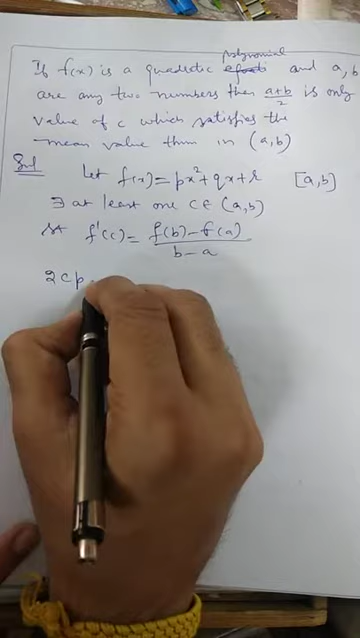 polynomial
If f(x) is a quadratic and a, b
are any two numbers then a+b/2 is only
value of c which satisfies the
mean value thm in (a,b)
Sol Let f(x) = px²+qx+r [a,b]
∃ at least one c ∈ (a,b)
st f'(c) = f(b)-f(a)/b-a
2cp